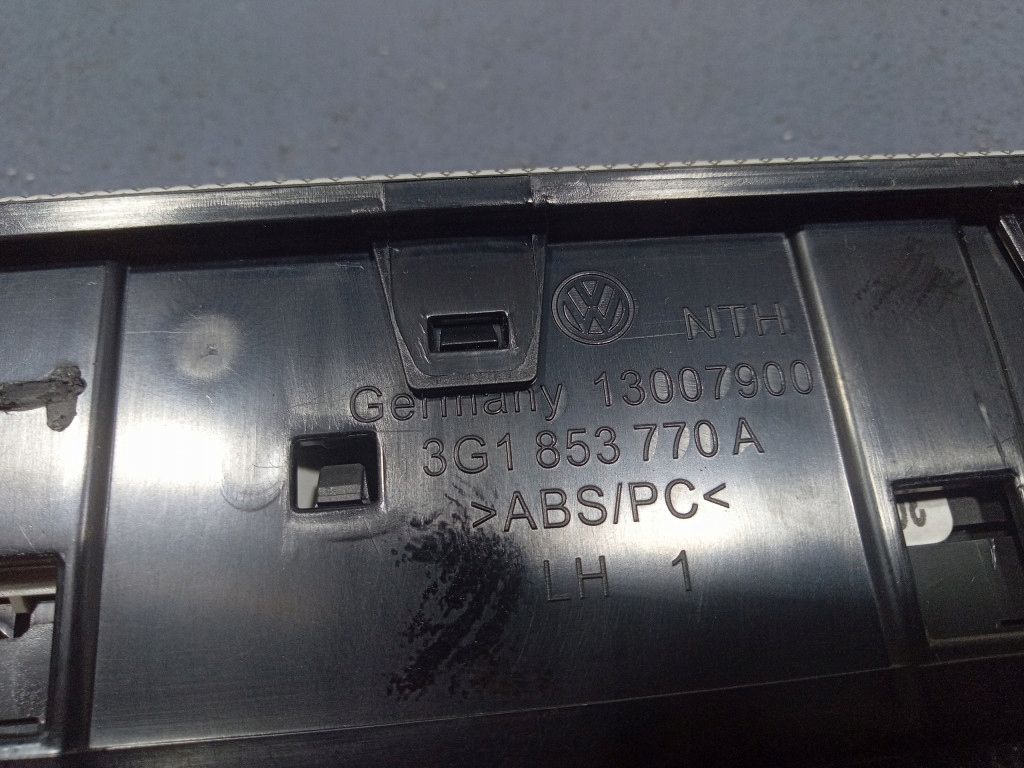 NTH
Germany 13007900
3G1 853 770 A
>ABS/PC<
LH 1